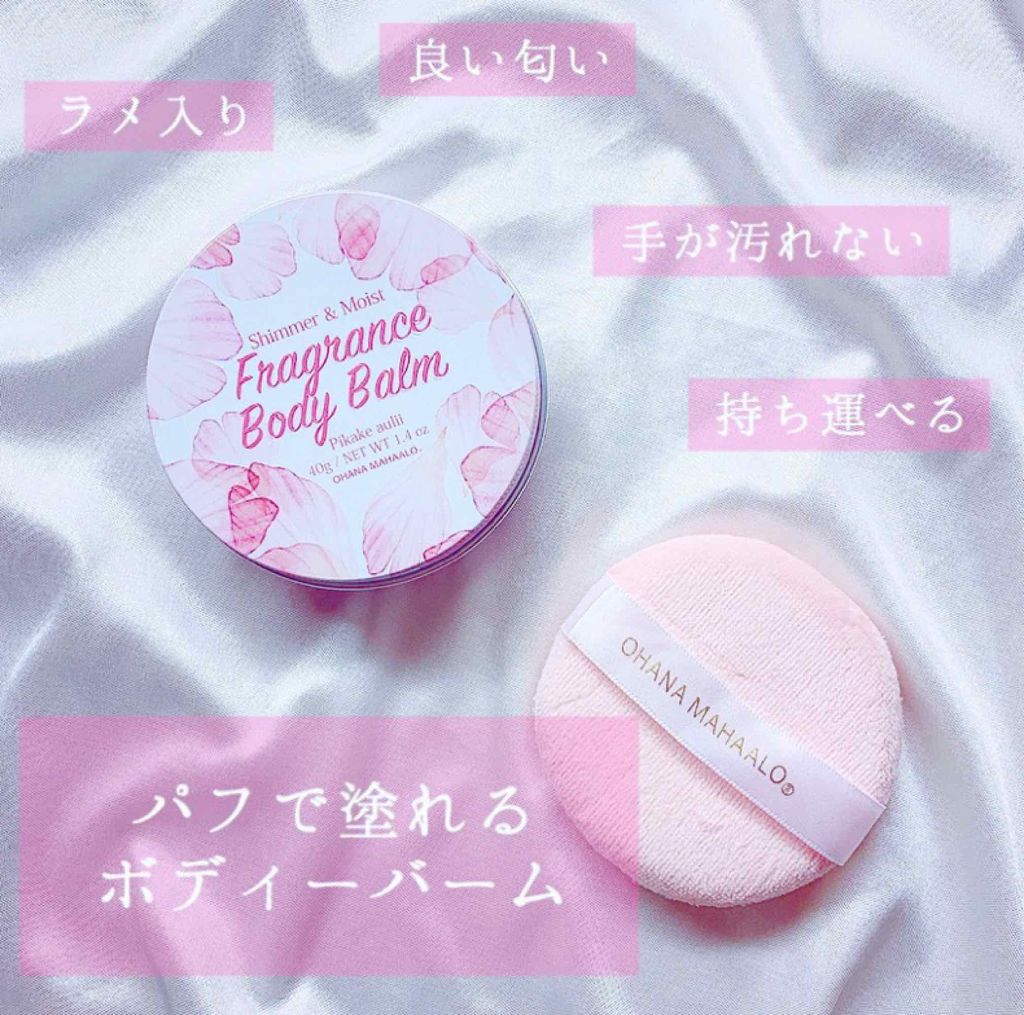 良い匂い
ラメ入り
手が汚れない
Shimmer & Moist
Fragrance
Body Balm
Pikake aulii
40g / NET WT 1.4 oz
OHANA MAHAALO.
持ち運べる
OHANA MAHAALO®
パフで塗れる
ボディーバーム